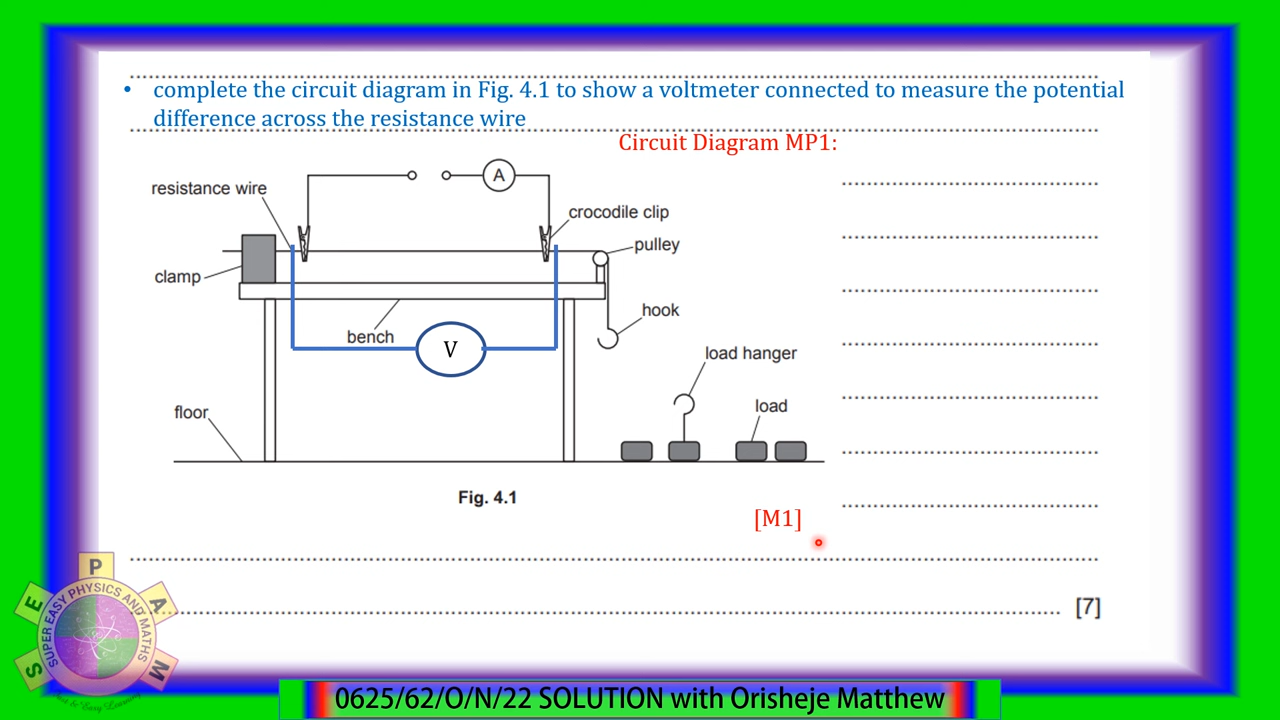 • complete the circuit diagram in Fig. 4.1 to show a voltmeter connected to measure the potential
difference across the resistance wire
Circuit Diagram MP1:
A
resistance wire
crocodile clip
pulley
clamp
hook
bench
V
load hanger
floor
load
Fig. 4.1
[M1]
[7]
S E P A M
SUPER EASY PHYSICS AND MATHS
0625/62/O/N/22 SOLUTION with Orisheje Matthew